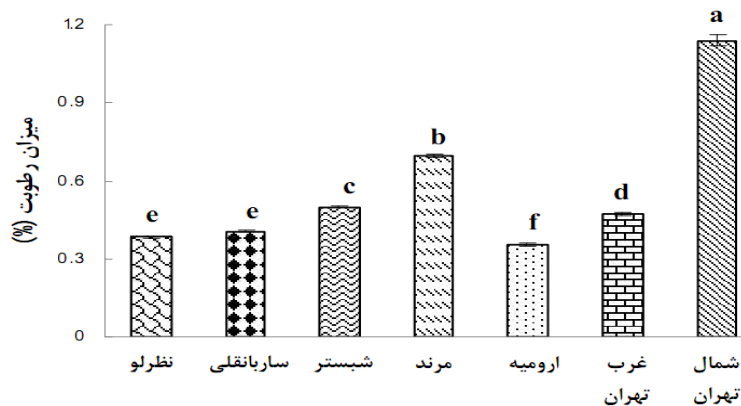 میزان رطوبت (%)
1.2
0.9
0.6
0.3
0
e
e
c
b
f
d
a
نظرلو
ساربانقلی
شبستر
مرند
ارومیه
غرب
تهران
شمال
تهران